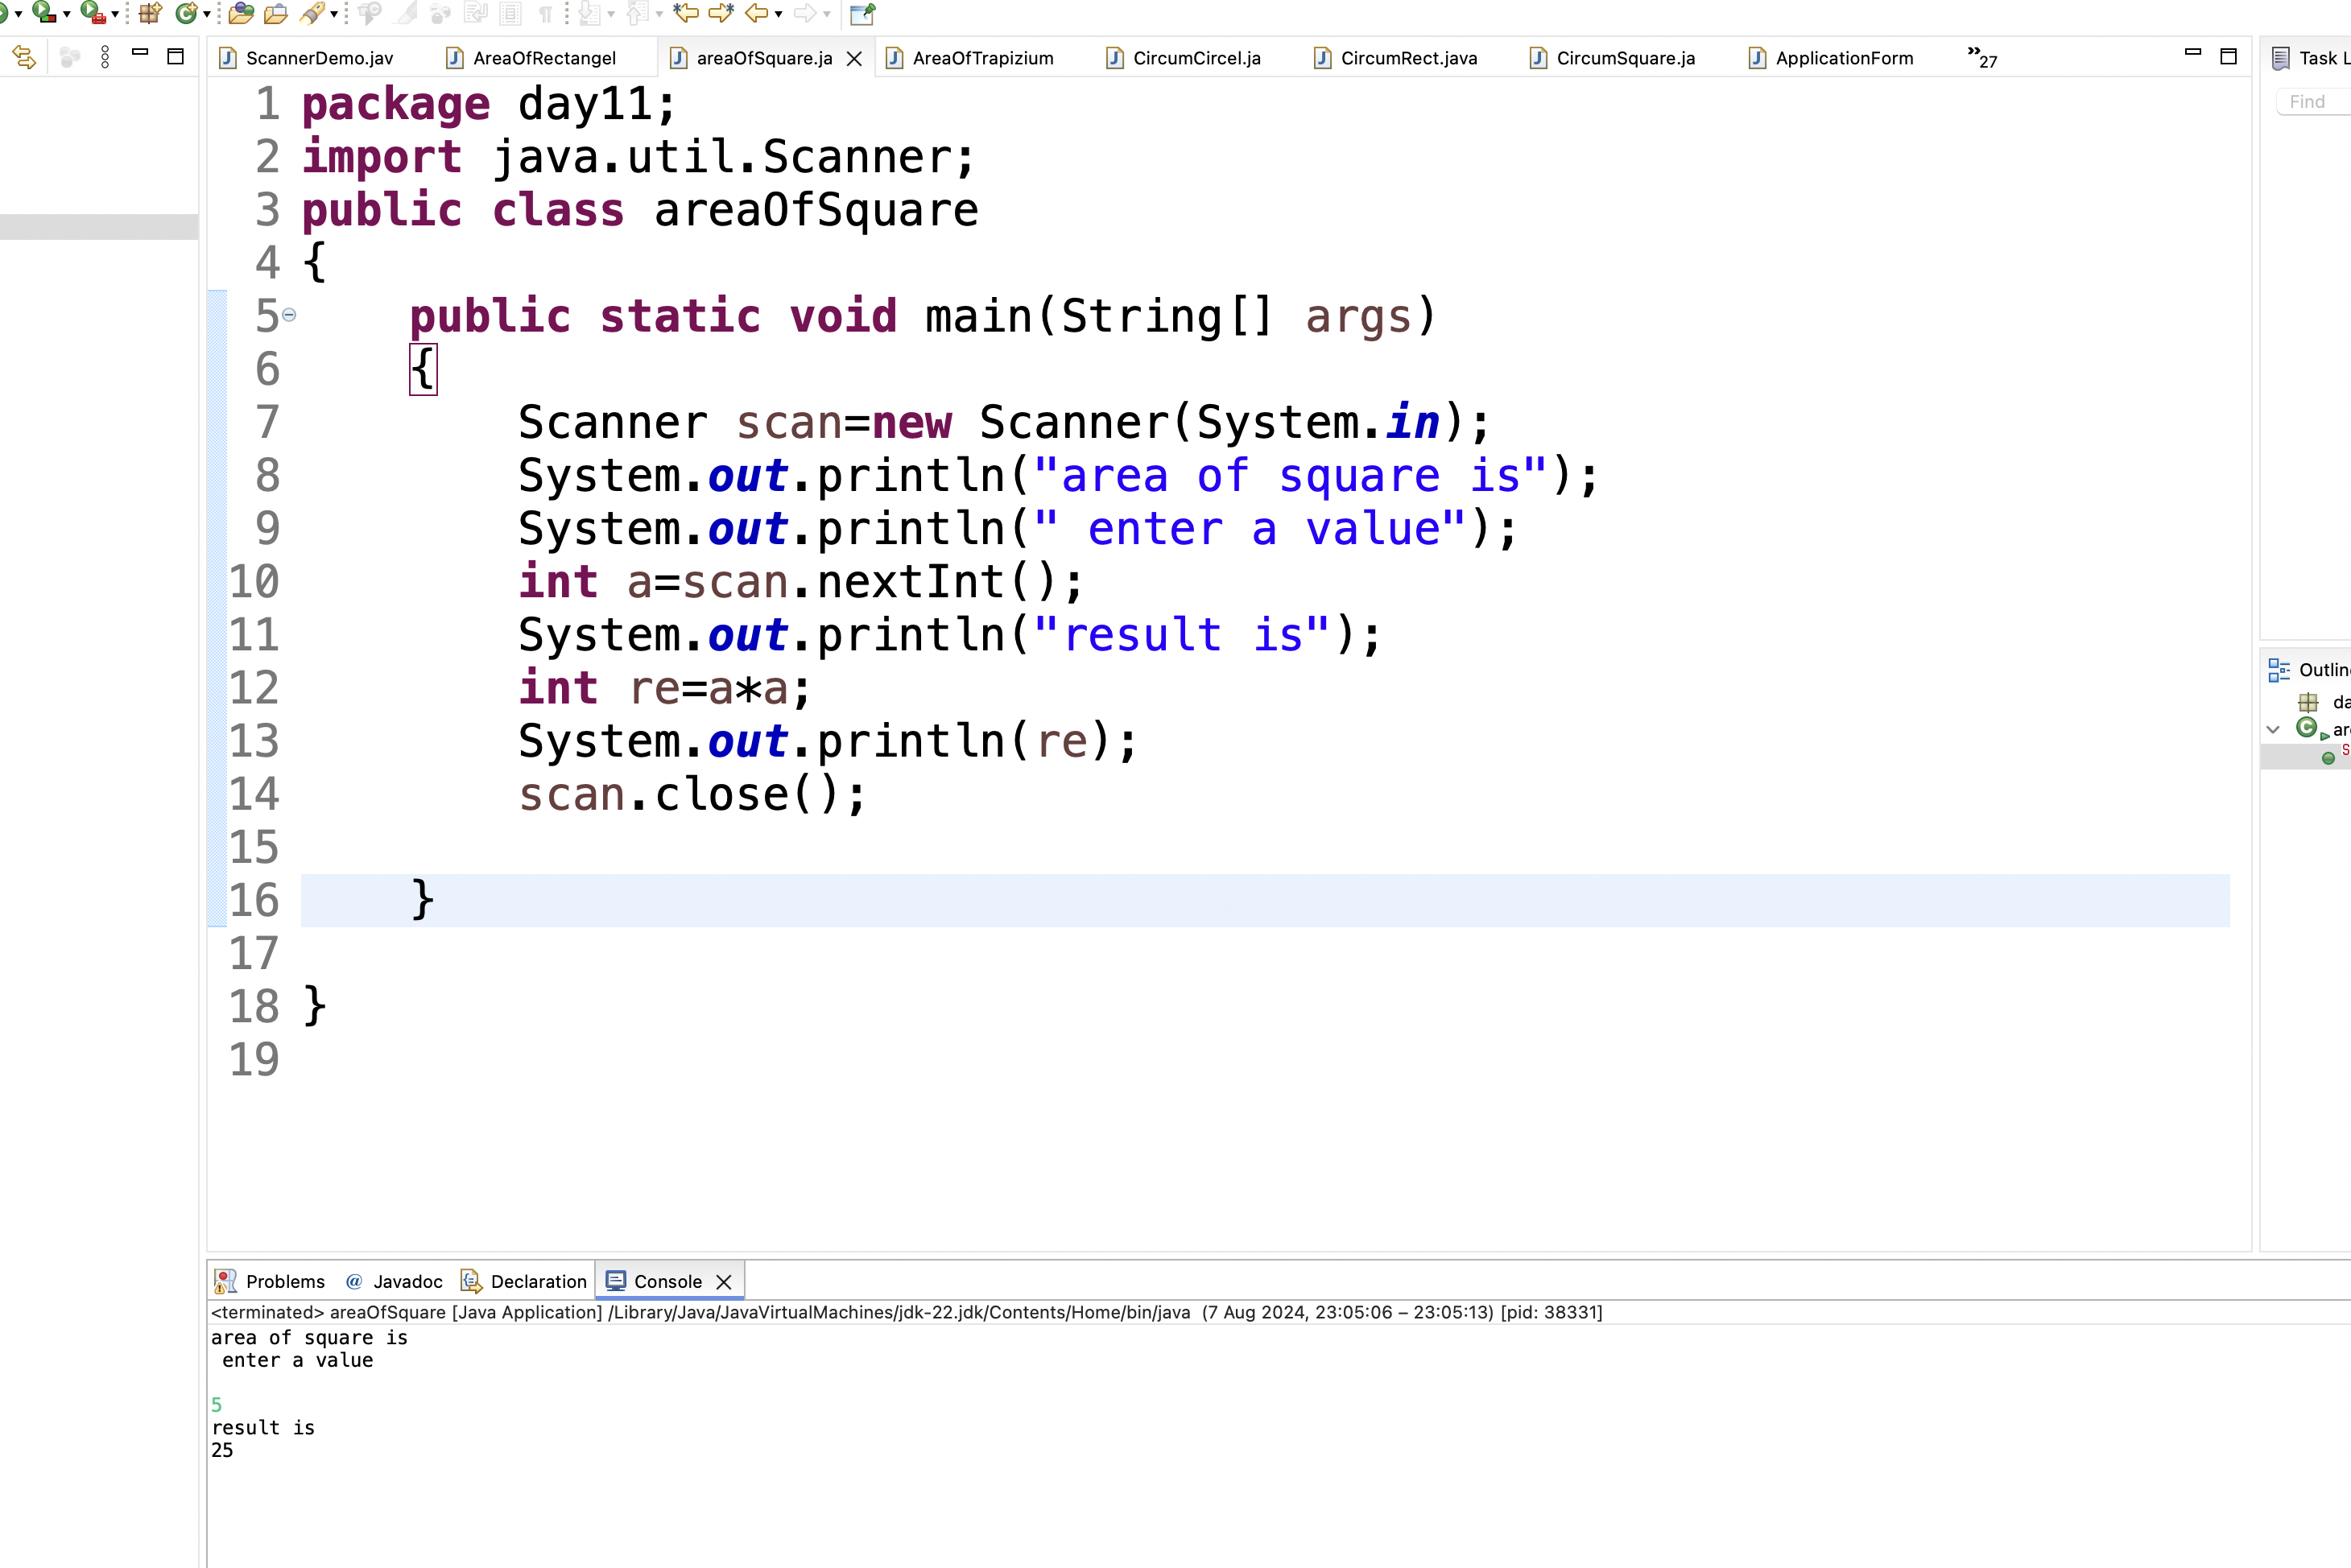 ScannerDemo.jav AreaOfRectangel areaOfSquare.ja AreaOfTrapizium CircumCircel.ja CircumRect.java CircumSquare.ja ApplicationForm »27
Task L
Find
1 package day11;
2 import java.util.Scanner;
3 public class areaOfSquare
4 {
5 public static void main(String[] args)
6 {
7 Scanner scan=new Scanner(System.in);
8 System.out.println("area of square is");
9 System.out.println(" enter a value");
10 int a=scan.nextInt();
11 System.out.println("result is");
12 int re=a*a;
13 System.out.println(re);
14 scan.close();
15
16 }
17
18 }
19
Outlin
da
ar
S
Problems @ Javadoc Declaration Console
<terminated> areaOfSquare [Java Application] /Library/Java/JavaVirtualMachines/jdk-22.jdk/Contents/Home/bin/java (7 Aug 2024, 23:05:06 – 23:05:13) [pid: 38331]
area of square is
 enter a value
5
result is
25